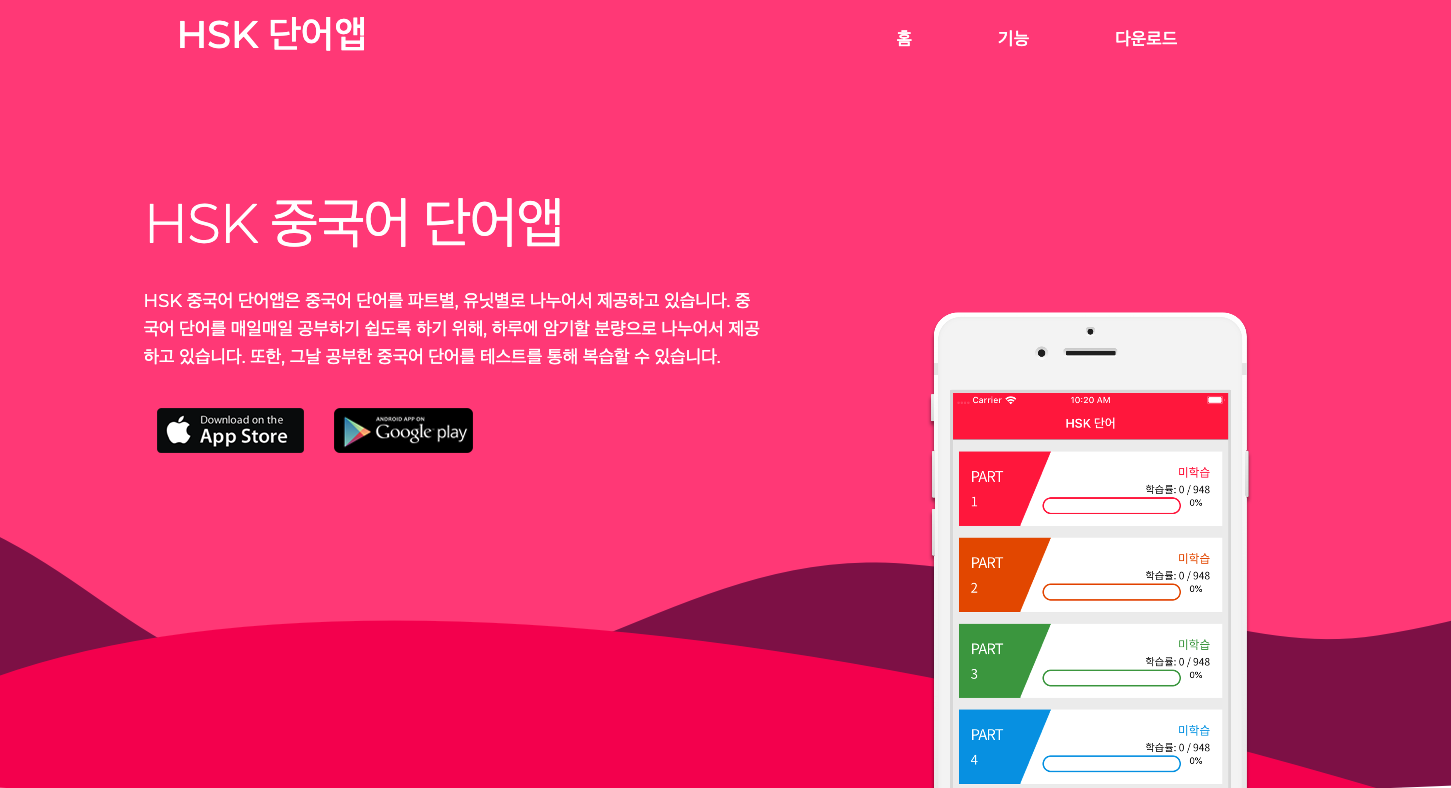 HSK 단어앱
홈 기능 다운로드
HSK 중국어 단어앱
HSK 중국어 단어앱은 중국어 단어를 파트별, 유닛별로 나누어서 제공하고 있습니다. 중
국어 단어를 매일매일 공부하기 쉽도록 하기 위해, 하루에 암기할 분량으로 나누어서 제공
하고 있습니다. 또한, 그날 공부한 중국어 단어를 테스트를 통해 복습할 수 있습니다.
Download on the
App Store
ANDROID APP ON
Google play
Carrier 10:20 AM
HSK 단어
PART
1
미학습
학습률: 0 / 948
0%
PART
2
미학습
학습률: 0 / 948
0%
PART
3
미학습
학습률: 0 / 948
0%
PART
4
미학습
학습률: 0 / 948
0%